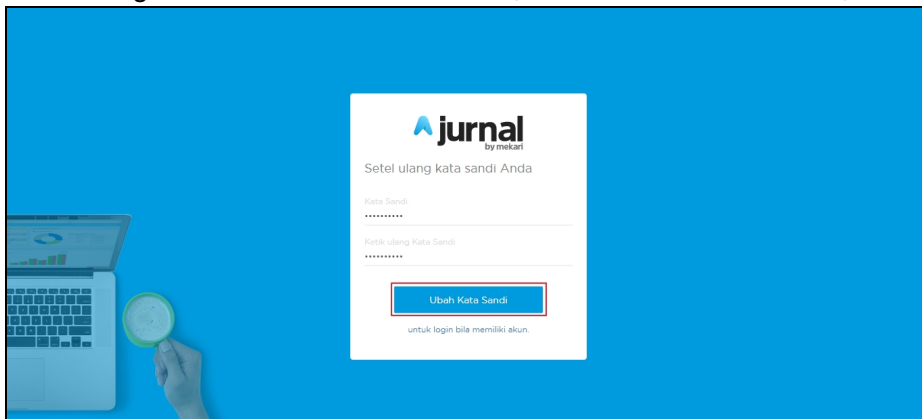 jurnal
by mekari
Setel ulang kata sandi Anda
Kata Sandi
••••••••••
Ketik ulang Kata Sandi
••••••••••
Ubah Kata Sandi
untuk login bila memiliki akun.